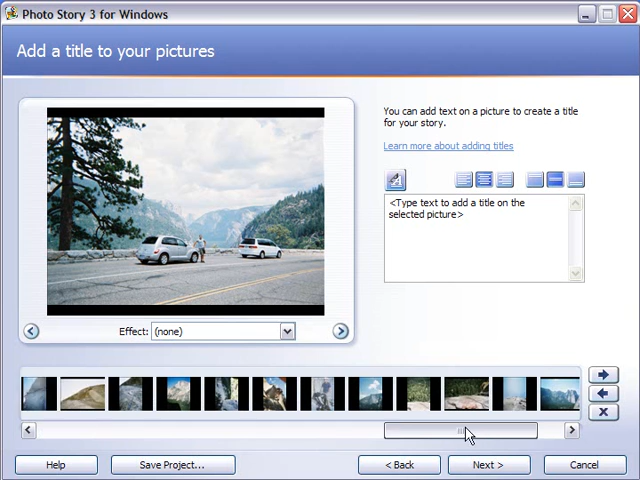 Photo Story 3 for Windows
Add a title to your pictures
You can add text on a picture to create a title
for your story.
Learn more about adding titles
<Type text to add a title on the
selected picture>
Effect: (none)
Help
Save Project...
< Back
Next >
Cancel